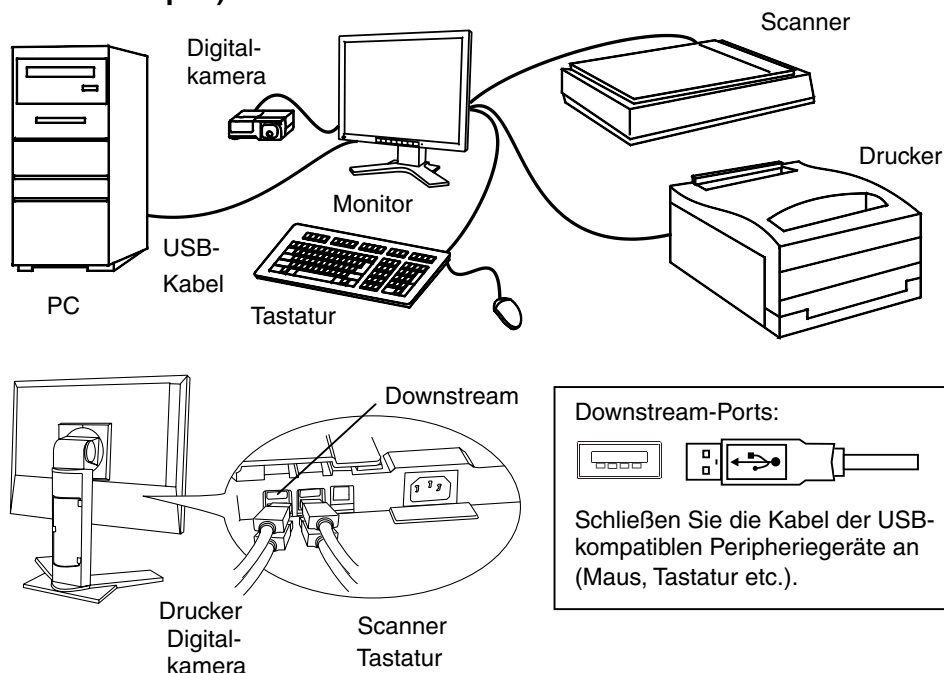 Scanner
Digital-
kamera
Drucker
Monitor
USB-
Kabel
PC
Tastatur
Downstream
Drucker
Digital-
kamera
Scanner
Tastatur
Downstream-Ports:
Schließen Sie die Kabel der USB-
kompatiblen Peripheriegeräte an
(Maus, Tastatur etc.).